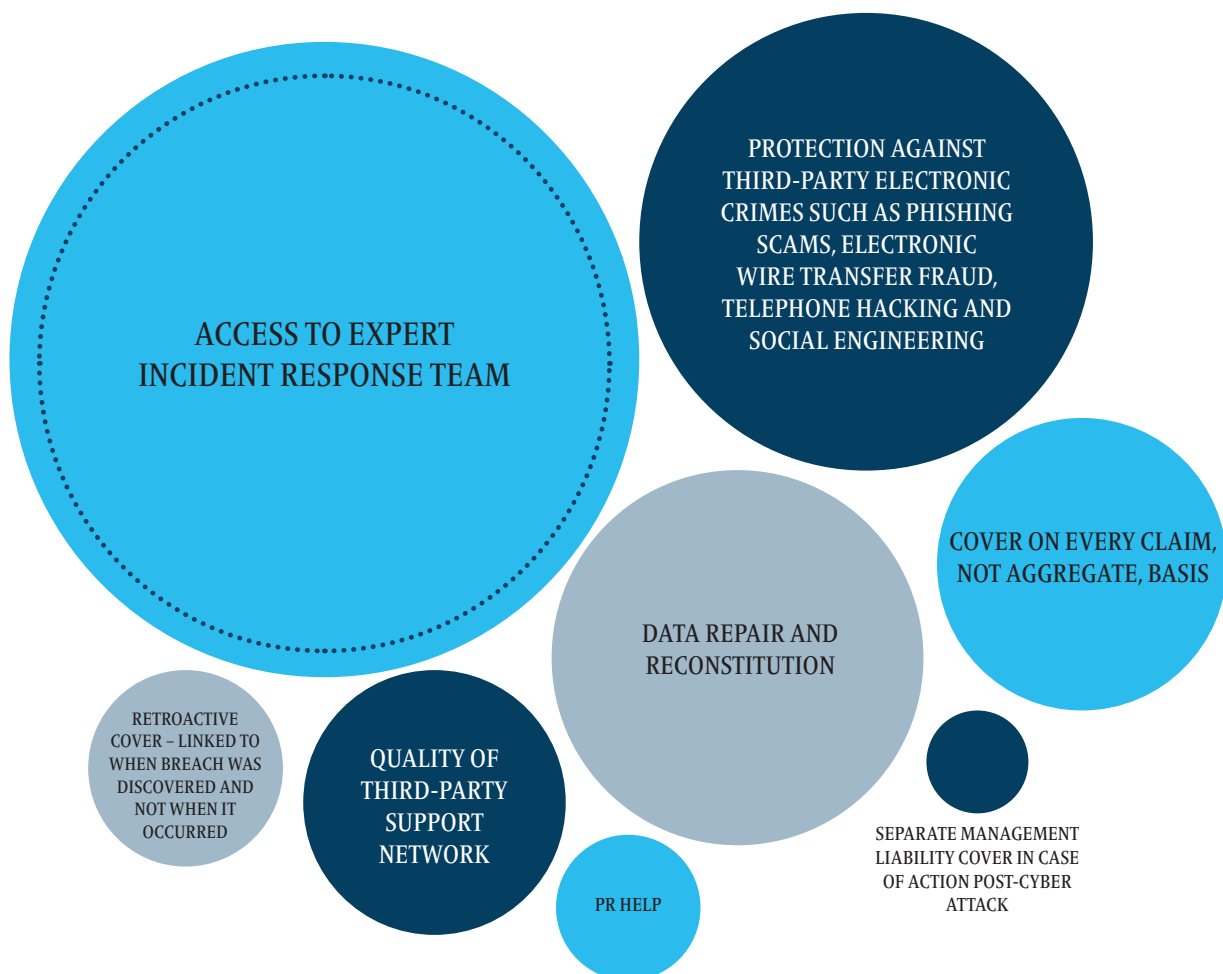 ACCESS TO EXPERT
INCIDENT RESPONSE TEAM
PROTECTION AGAINST
THIRD-PARTY ELECTRONIC
CRIMES SUCH AS PHISHING
SCAMS, ELECTRONIC
WIRE TRANSFER FRAUD,
TELEPHONE HACKING AND
SOCIAL ENGINEERING
COVER ON EVERY CLAIM,
NOT AGGREGATE, BASIS
DATA REPAIR AND
RECONSTITUTION
RETROACTIVE
COVER – LINKED TO
WHEN BREACH WAS
DISCOVERED AND
NOT WHEN IT
OCCURRED
QUALITY OF
THIRD-PARTY
SUPPORT
NETWORK
PR HELP
SEPARATE MANAGEMENT
LIABILITY COVER IN CASE
OF ACTION POST-CYBER
ATTACK